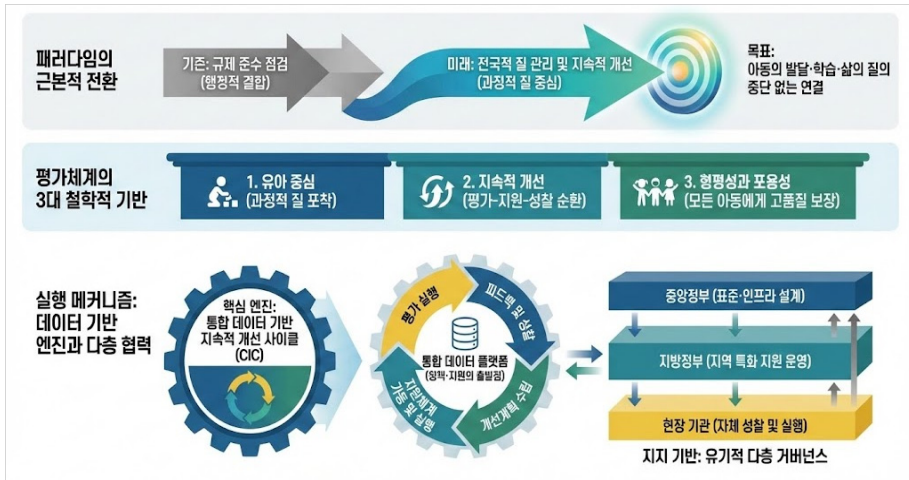 패러다임의
근본적 전환
기존: 규제 준수 점검
(행정적 결합)
미래: 전국적 질 관리 및 지속적 개선
(과정적 질 중심)
목표:
아동의 발달·학습·삶의 질의
중단 없는 연결
평가체계의
3대 철학적 기반
1. 유아 중심
(과정적 질 포착)
2. 지속적 개선
(평가-지원-성찰 순환)
3. 형평성과 포용성
(모든 아동에게 고품질 보장)
실행 메커니즘:
데이터 기반
엔진과 다층 협력
핵심 엔진:
통합 데이터 기반
지속적 개선 사이클
(CIC)
평가 실행
피드백 및 성찰
통합 데이터 플랫폼
(정책·지원의 출발점)
지원체계
가동 및 실행
개선계획 수립
중앙정부 (표준·인프라 설계)
지방정부 (지역 특화 지원 운영)
현장 기관 (자체 성찰 및 실행)
지지 기반: 유기적 다층 거버넌스